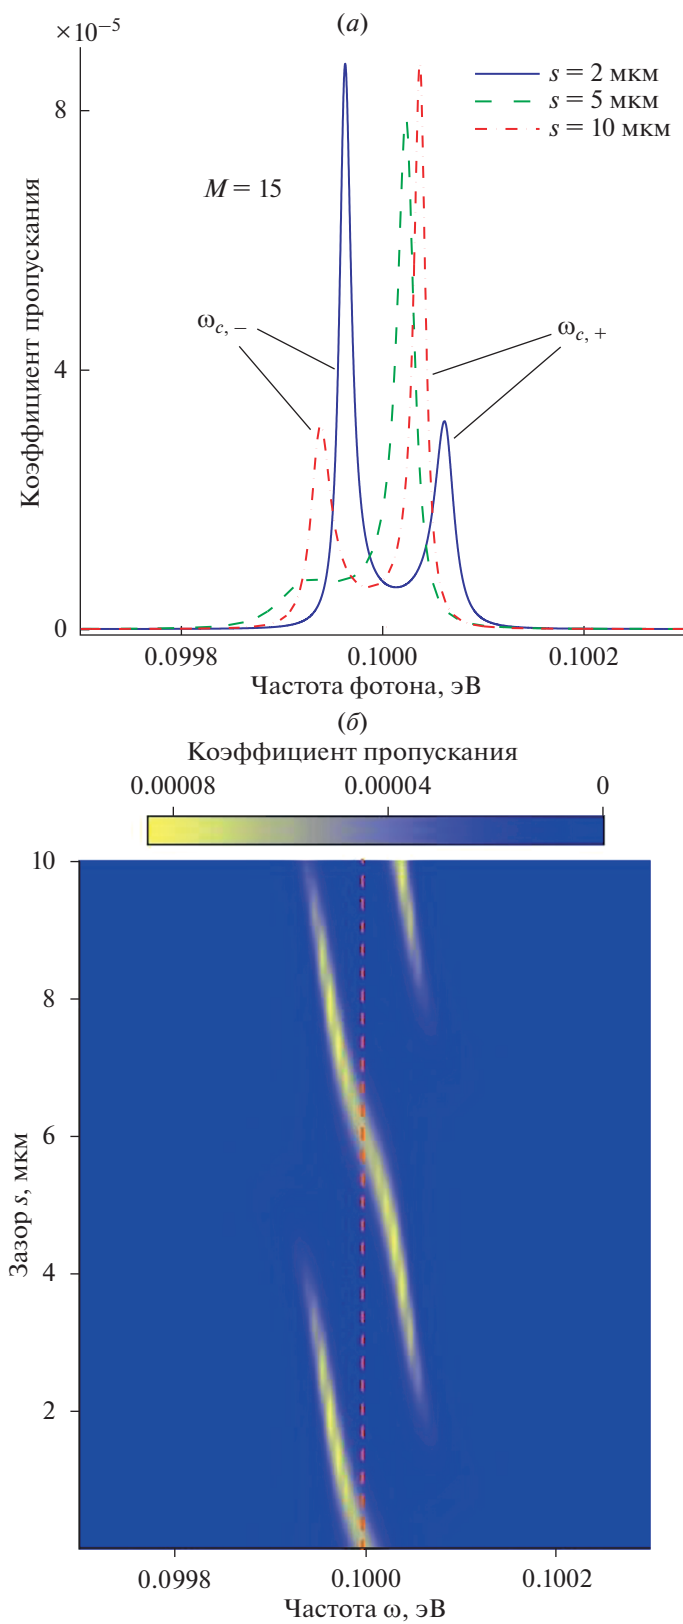 (а)
×10⁻⁵
s = 2 мкм
s = 5 мкм
s = 10 мкм
8
M = 15
Коэффициент пропускания
ω_c, −
ω_c, +
4
0
0.0998
0.1000
0.1002
Частота фотона, эВ
(б)
Коэффициент пропускания
0.00008
0.00004
0
10
8
6
Зазор s, мкм
4
2
0.0998
0.1000
0.1002
Частота ω, эВ